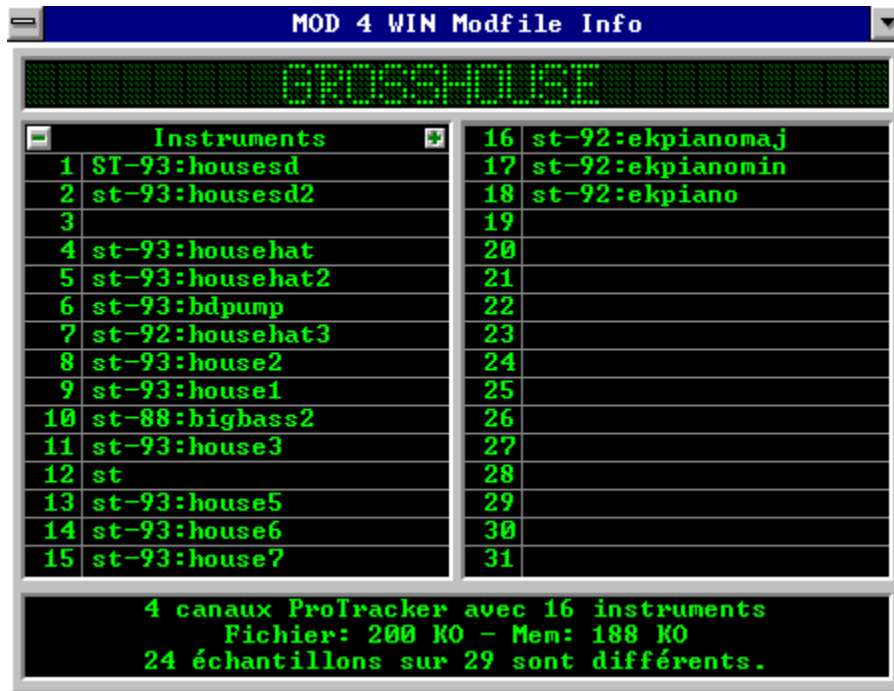 MOD 4 WIN Modfile Info
GROSSHOUSE
Instruments
1 ST-93:housesd
2 st-93:housesd2
3
4 st-93:househat
5 st-93:househat2
6 st-93:bdpump
7 st-92:househat3
8 st-93:house2
9 st-93:house1
10 st-88:bigbass2
11 st-93:house3
12 st
13 st-93:house5
14 st-93:house6
15 st-93:house7
16 st-92:ekpianomaj
17 st-92:ekpianomin
18 st-92:ekpiano
19
20
21
22
23
24
25
26
27
28
29
30
31
4 canaux ProTracker avec 16 instruments
Fichier: 200 KO - Mem: 188 KO
24 échantillons sur 29 sont différents.